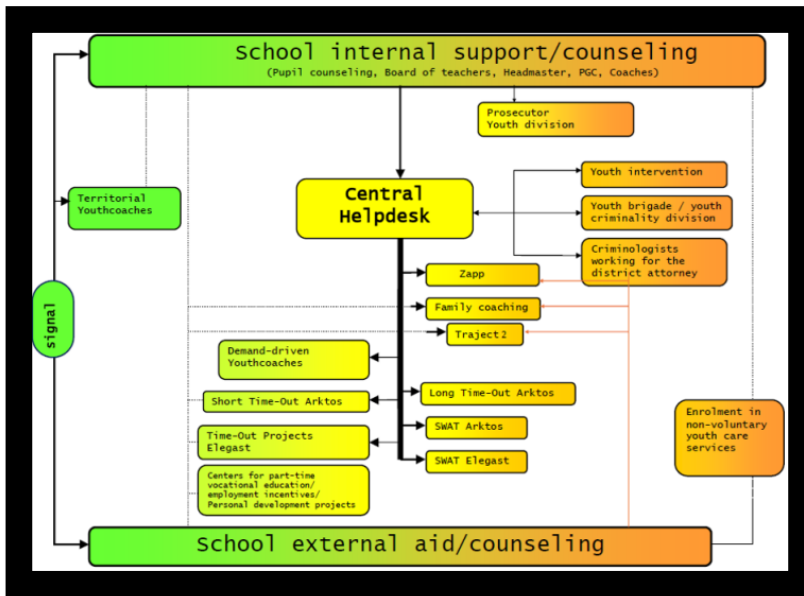 School internal support/counseling
(Pupil counseling, Board of teachers, Headmaster, PGC, Coaches)
Prosecutor
Youth division
Youth intervention
Central
Helpdesk
Territorial
Youthcoaches
Youth brigade / youth
criminality division
Criminologists
working for the
district attorney
Zapp
signal
Family coaching
Traject2
Demand-driven
Youthcoaches
Short Time-Out Arktos
Long Time-Out Arktos
Time-Out Projects
Elegast
SWAT Arktos
Enrolment in
non-voluntary
youth care
services
SWAT Elegast
Centers for part-time
vocational education/
employment incentives/
Personal development projects
School external aid/counseling